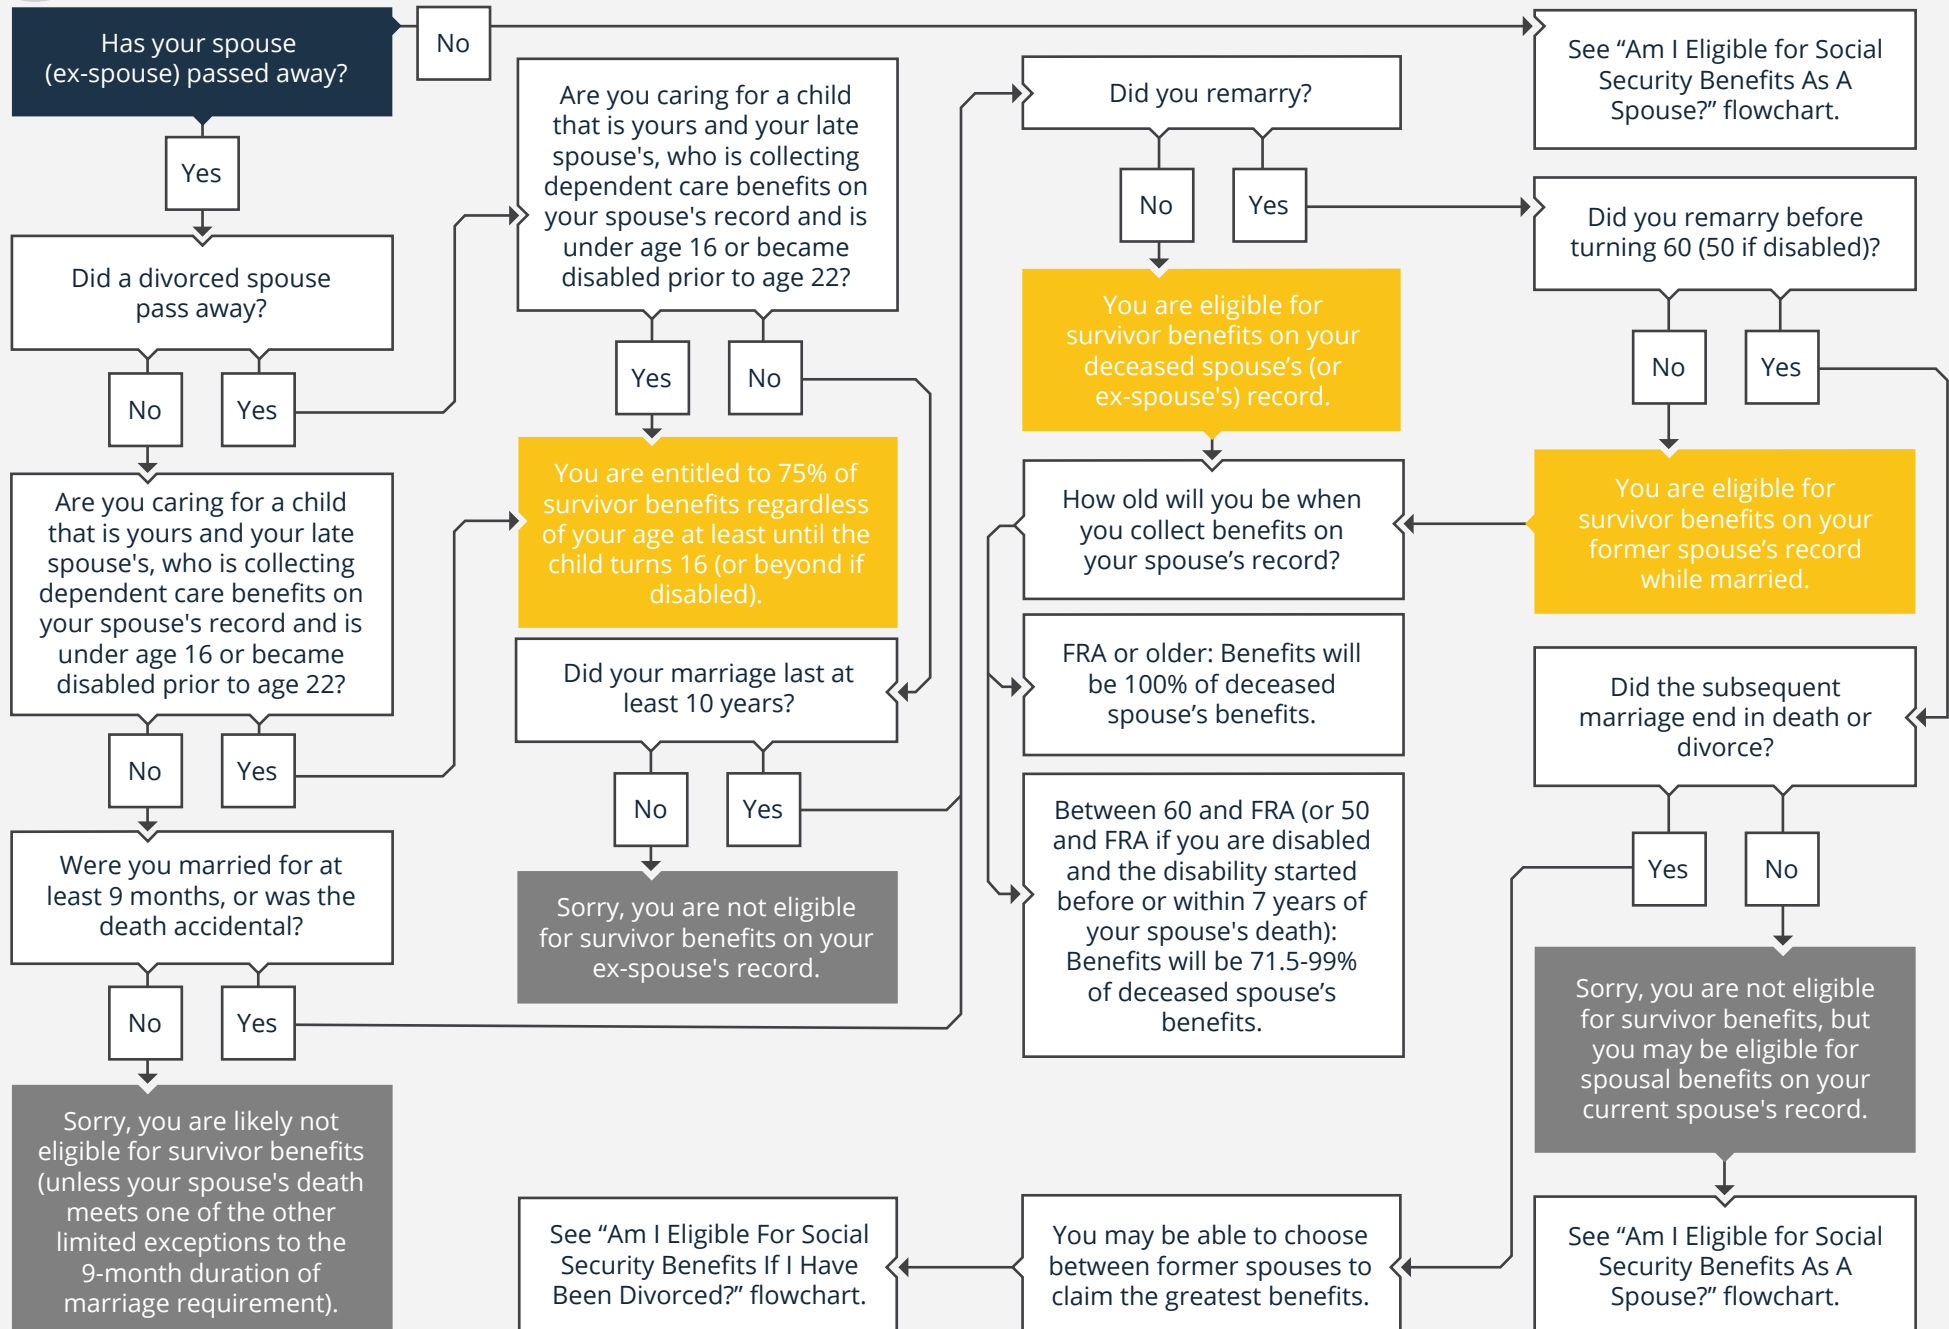 Has your spouse
(ex-spouse) passed away?
No
Yes
Did a divorced spouse
pass away?
No
Yes
Are you caring for a child
that is yours and your late
spouse's, who is collecting
dependent care benefits on
your spouse's record and is
under age 16 or became
disabled prior to age 22?
No
Yes
Were you married for at
least 9 months, or was the
death accidental?
No
Yes
Sorry, you are likely not
eligible for survivor benefits
(unless your spouse's death
meets one of the other
limited exceptions to the
9-month duration of
marriage requirement).
Are you caring for a child
that is yours and your late
spouse's, who is collecting
dependent care benefits on
your spouse's record and is
under age 16 or became
disabled prior to age 22?
Yes
No
You are entitled to 75% of
survivor benefits regardless
of your age at least until the
child turns 16 (or beyond if
disabled).
Did your marriage last at
least 10 years?
No
Yes
Sorry, you are not eligible
for survivor benefits on your
ex-spouse's record.
See “Am I Eligible For Social
Security Benefits If I Have
Been Divorced?” flowchart.
Did you remarry?
No
Yes
You are eligible for
survivor benefits on your
deceased spouse’s (or
ex-spouse's) record.
How old will you be when
you collect benefits on
your spouse’s record?
FRA or older: Benefits will
be 100% of deceased
spouse’s benefits.
Between 60 and FRA (or 50
and FRA if you are disabled
and the disability started
before or within 7 years of
your spouse's death):
Benefits will be 71.5-99%
of deceased spouse’s
benefits.
You may be able to choose
between former spouses to
claim the greatest benefits.
See “Am I Eligible for Social
Security Benefits As A
Spouse?” flowchart.
Did you remarry before
turning 60 (50 if disabled)?
No
Yes
You are eligible for
survivor benefits on your
former spouse’s record
while married.
Did the subsequent
marriage end in death or
divorce?
Yes
No
Sorry, you are not eligible
for survivor benefits, but
you may be eligible for
spousal benefits on your
current spouse's record.
See “Am I Eligible for Social
Security Benefits As A
Spouse?” flowchart.